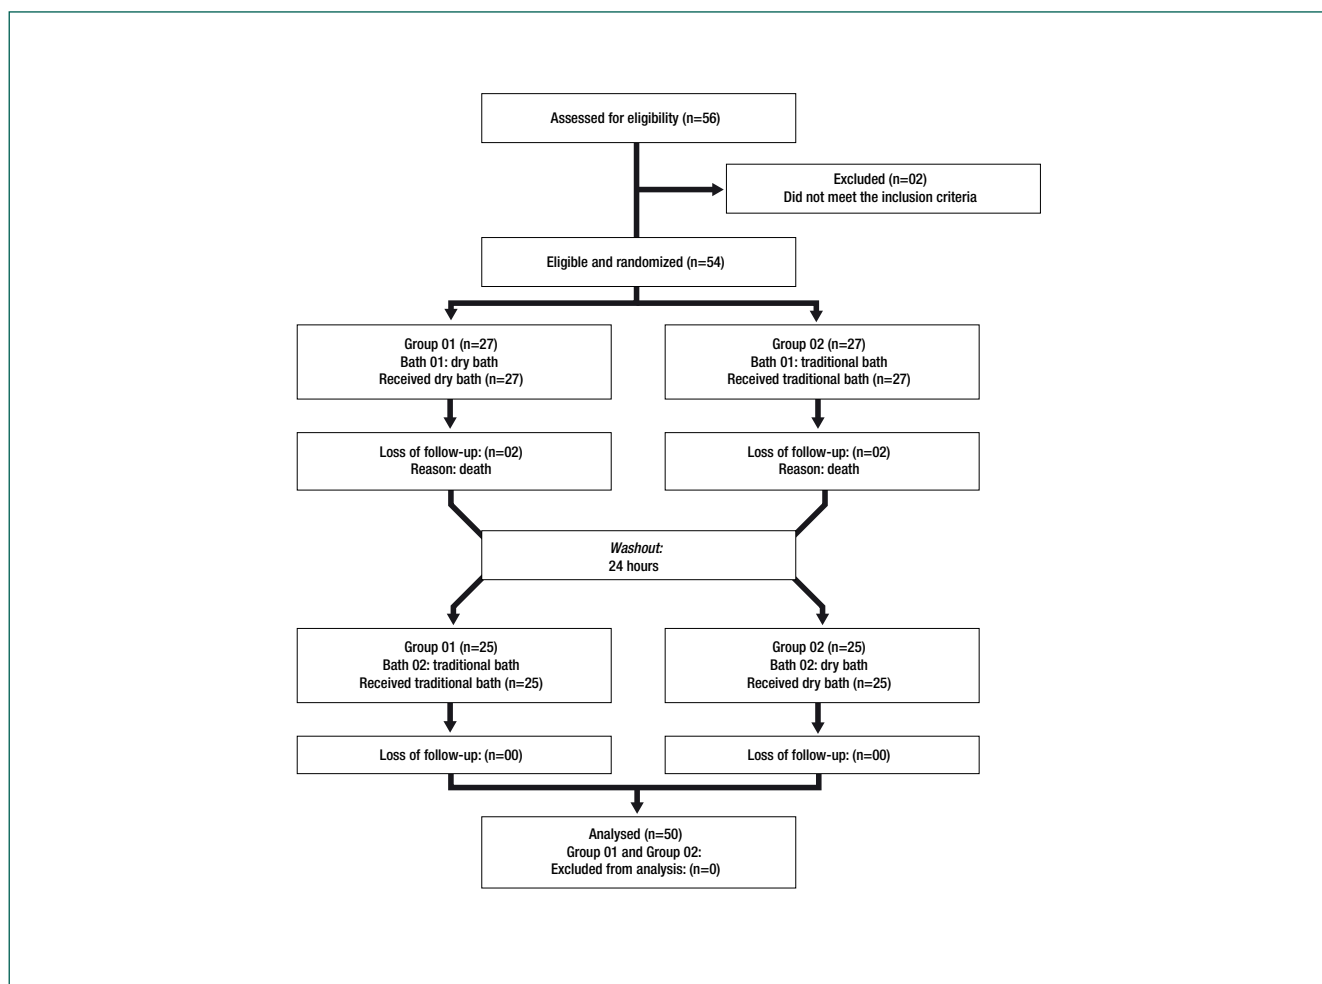 Assessed for eligibility (n=56)
Excluded (n=02)
Did not meet the inclusion criteria
Eligible and randomized (n=54)
Group 01 (n=27)
Bath 01: dry bath
Received dry bath (n=27)
Group 02 (n=27)
Bath 01: traditional bath
Received traditional bath (n=27)
Loss of follow-up: (n=02)
Reason: death
Loss of follow-up: (n=02)
Reason: death
Washout:
24 hours
Group 01 (n=25)
Bath 02: traditional bath
Received traditional bath (n=25)
Group 02 (n=25)
Bath 02: dry bath
Received dry bath (n=25)
Loss of follow-up: (n=00)
Loss of follow-up: (n=00)
Analysed (n=50)
Group 01 and Group 02:
Excluded from analysis: (n=0)